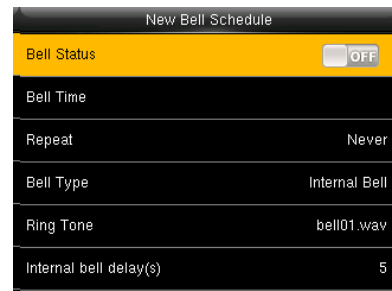 New Bell Schedule
Bell Status OFF
Bell Time
Repeat Never
Bell Type Internal Bell
Ring Tone bell01.wav
Internal bell delay(s) 5